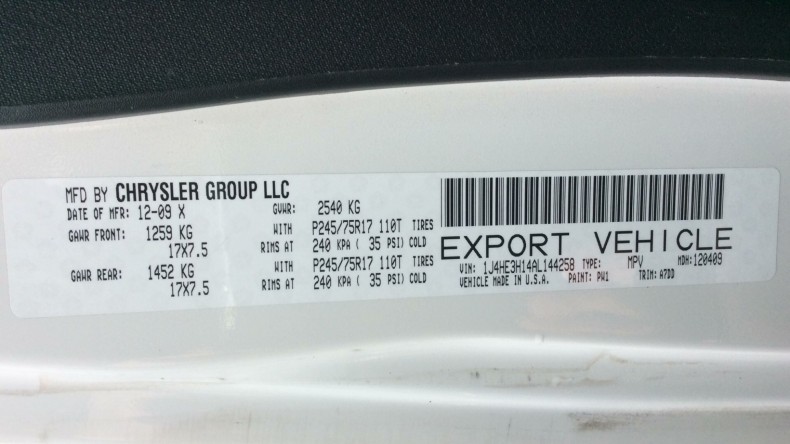 MFD BY CHRYSLER GROUP LLC
DATE OF MFR: 12-09 X GVWR: 2540 KG
GAWR FRONT: 1259 KG WITH P245/75R17 110T TIRES
17X7.5 RIMS AT 240 KPA ( 35 PSI) COLD
GAWR REAR: 1452 KG WITH P245/75R17 110T TIRES
17X7.5 RIMS AT 240 KPA ( 35 PSI) COLD
EXPORT VEHICLE
VIN: 1J4HE3H14AL144258 TYPE: MPV MDH:120409
VEHICLE MADE IN U.S.A. PAINT: PW1 TRIM: A7DD